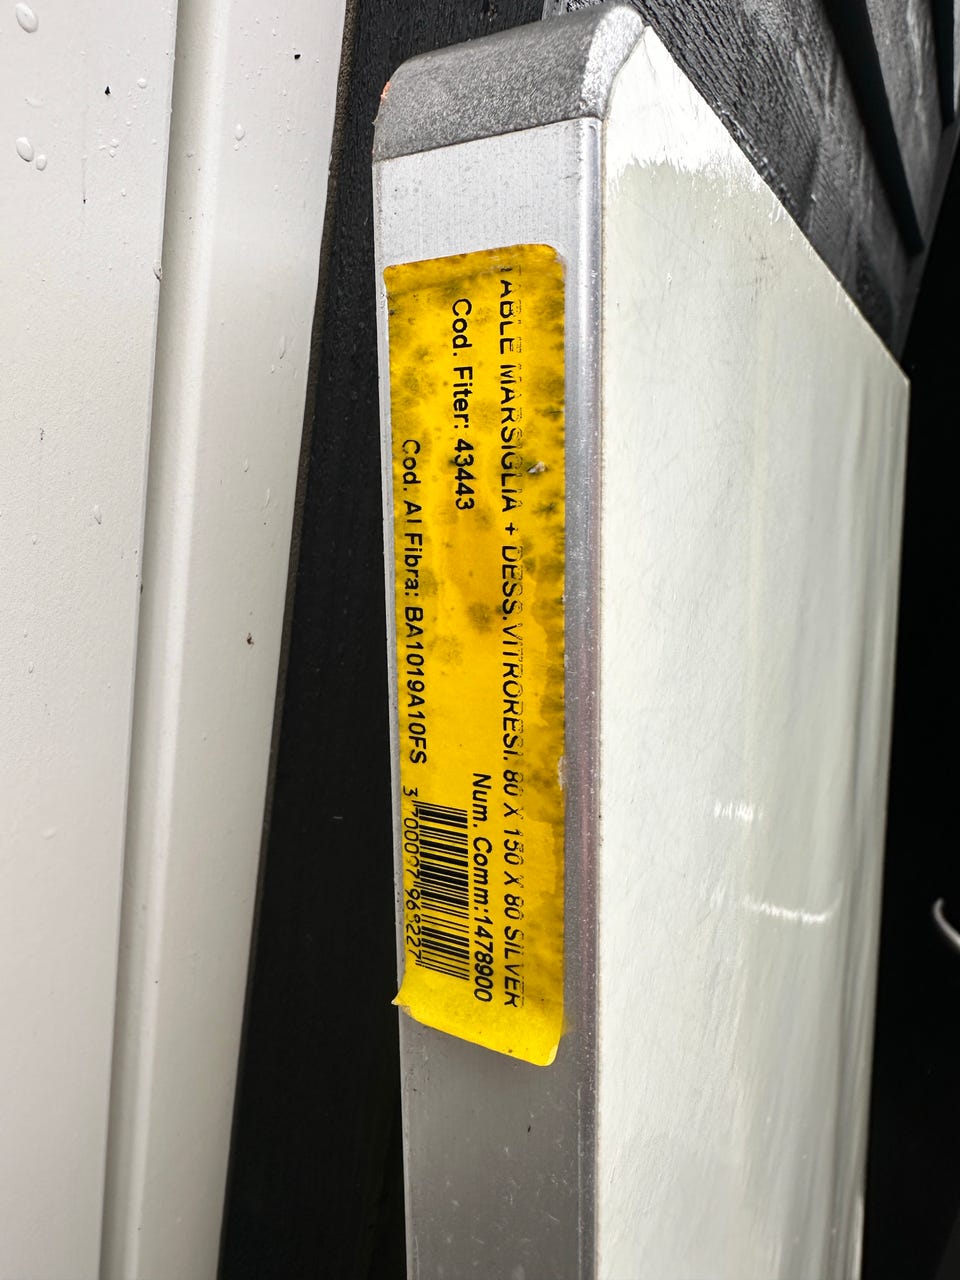 TABLE MARSIGLIA + DESS.VITRORESI. 80 X 150 X 80 SILVER
Cod. Fiter: 43443
Num. Comm:1478900
Cod. Al Fibra: BA1019A10FS